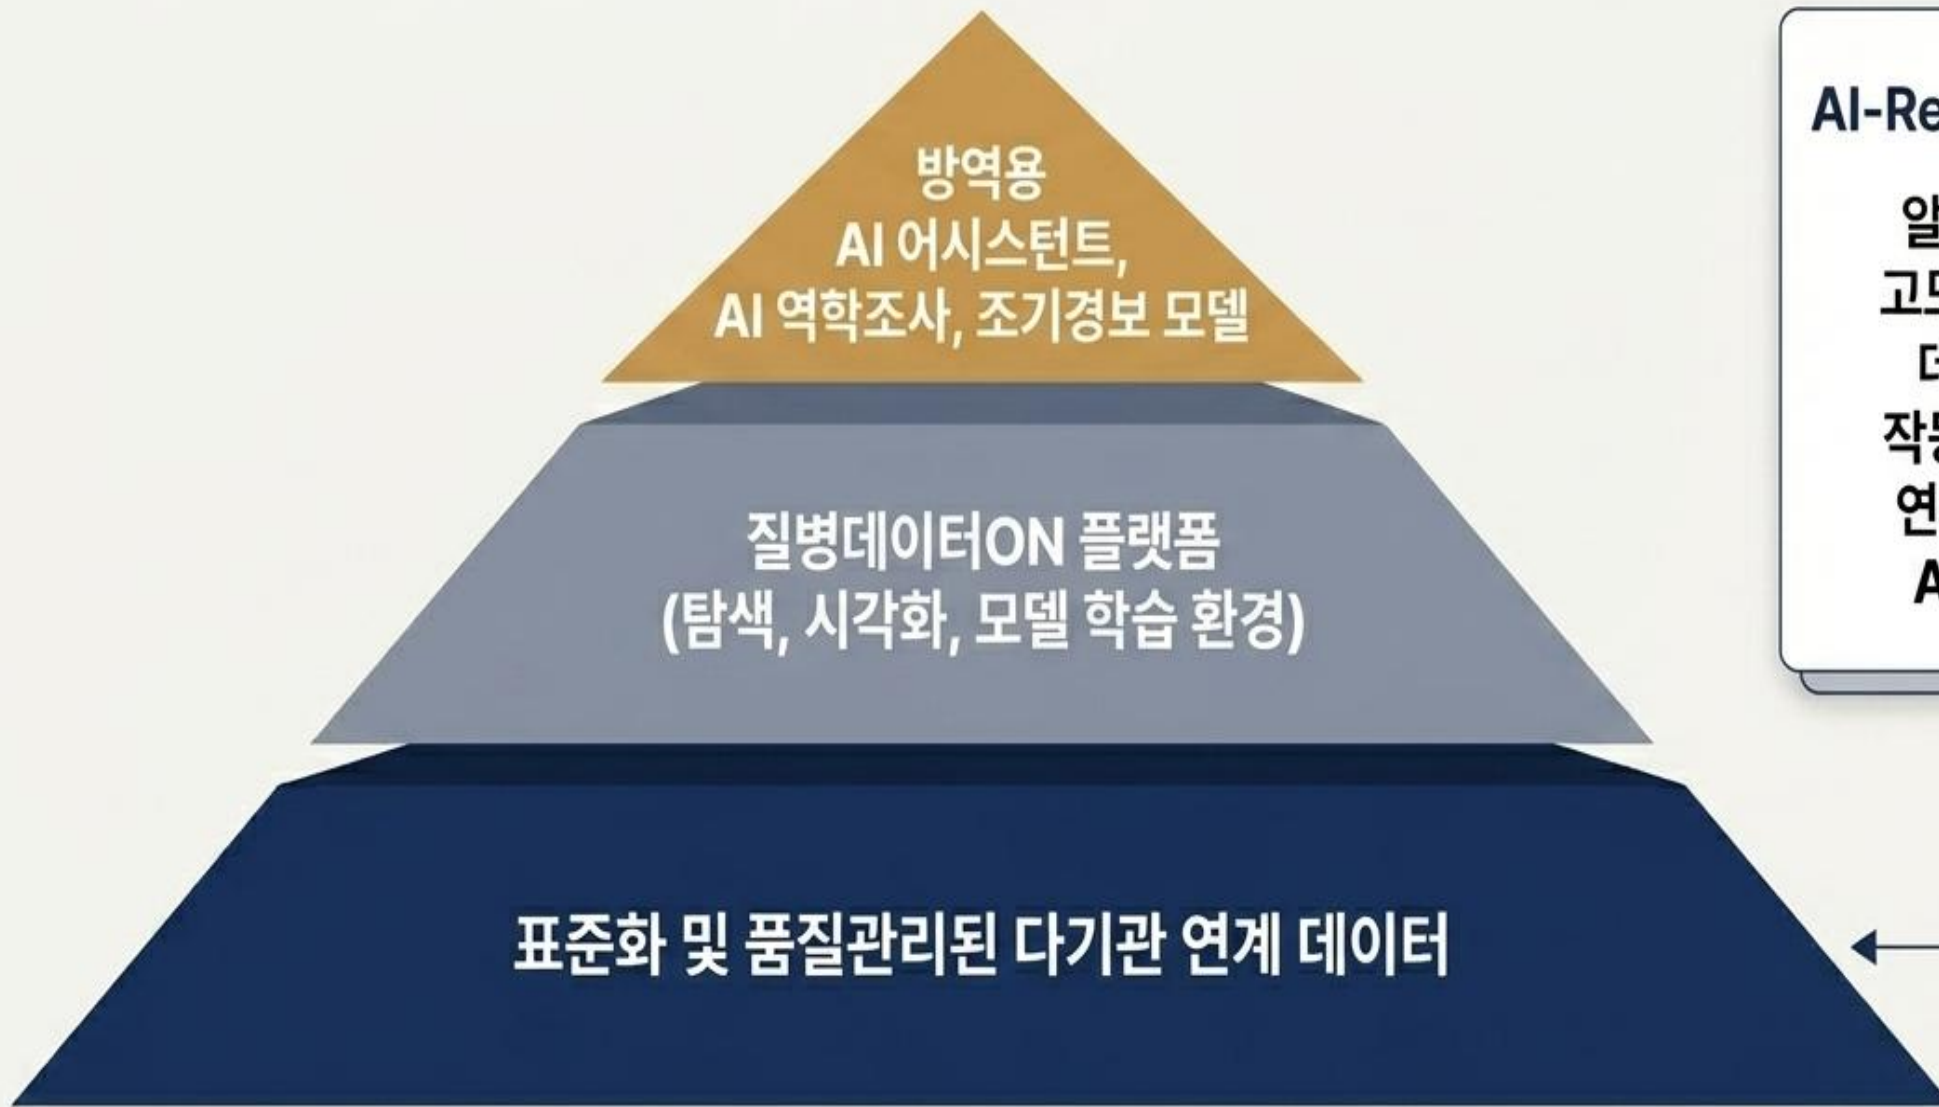 방역용
AI 어시스턴트,
AI 역학조사, 조기경보 모델
질병데이터ON 플랫폼
(탐색, 시각화, 모델 학습 환경)
표준화 및 품질관리된 다기관 연계 데이터